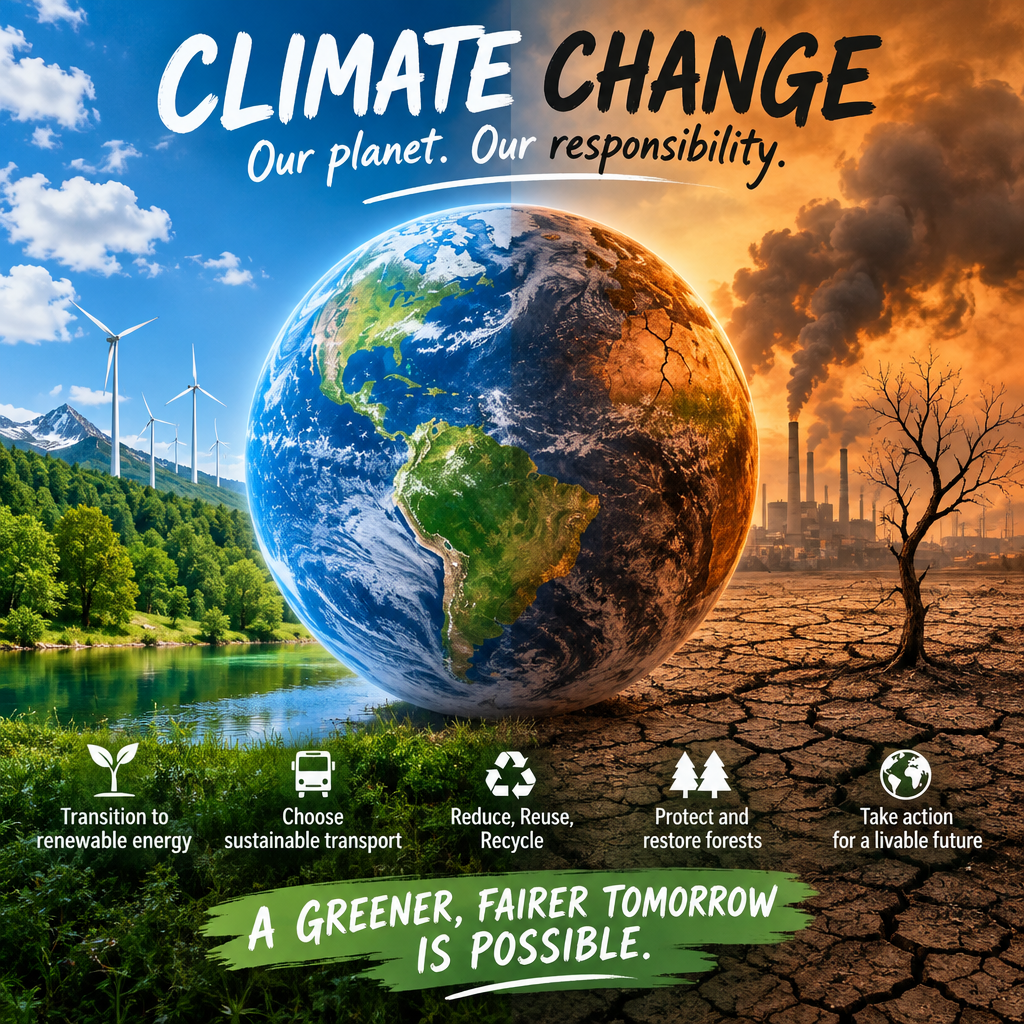 CLIMATE CHANGE
Our planet. Our responsibility.
Transition to
renewable energy
Choose
sustainable transport
Reduce, Reuse,
Recycle
Protect and
restore forests
Take action
for a livable future
A GREENER, FAIRER TOMORROW
IS POSSIBLE.